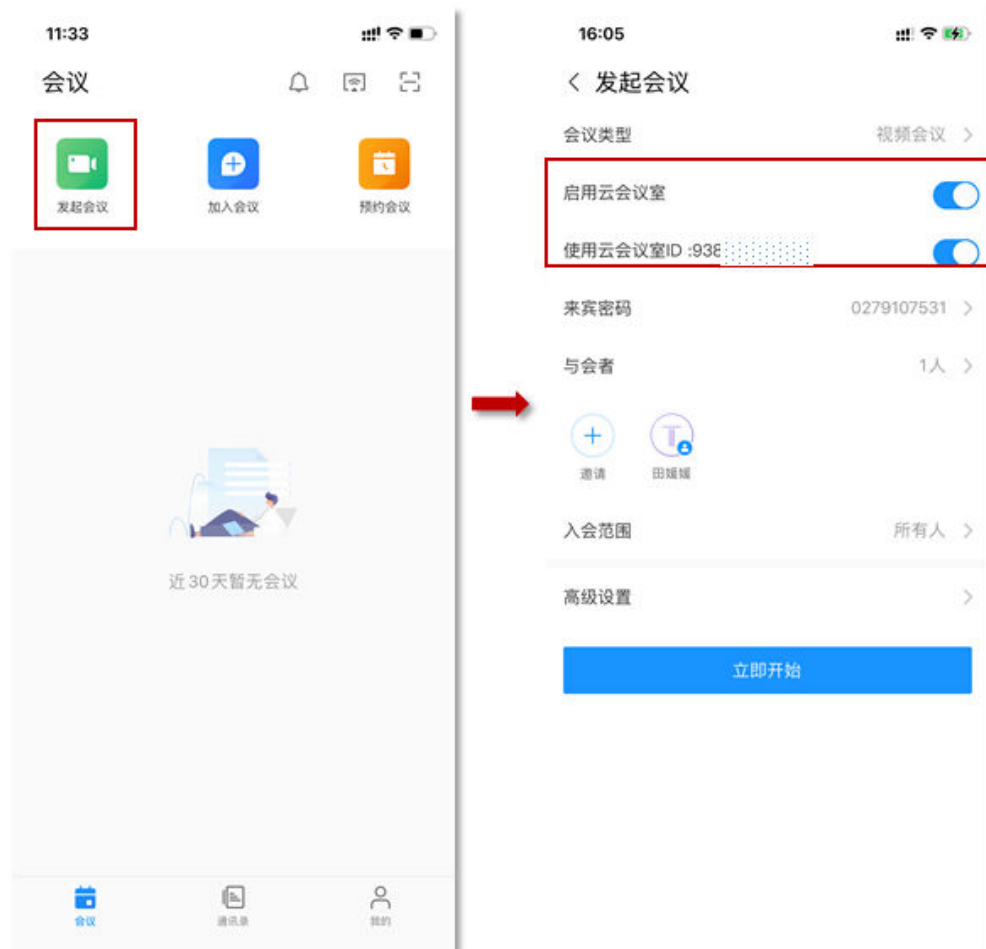 11:33
会议
发起会议
加入会议
预约会议
近30天暂无会议
会议
通讯录
我的
16:05
发起会议
会议类型
视频会议
启用云会议室
使用云会议室ID :938
来宾密码
0279107531
与会者
1人
邀请
田媛媛
入会范围
所有人
高级设置
立即开始